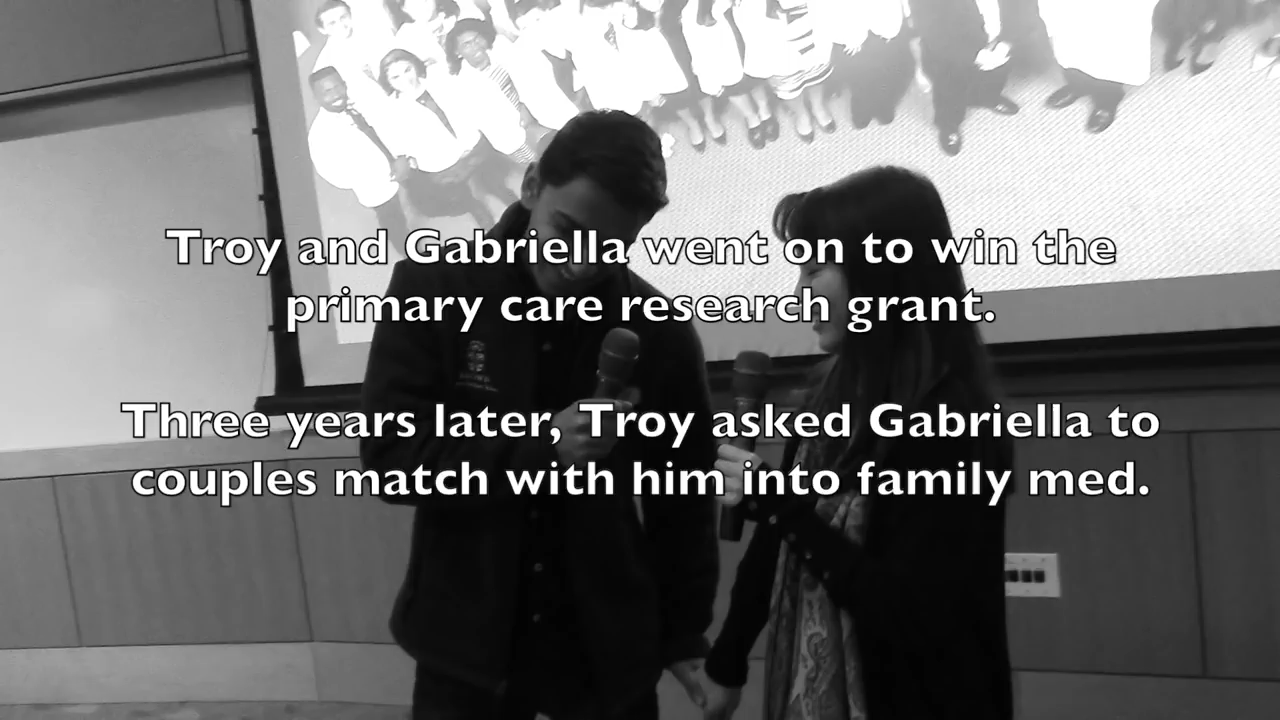 Troy and Gabriella went on to win the
primary care research grant.
Three years later, Troy asked Gabriella to
couples match with him into family med.